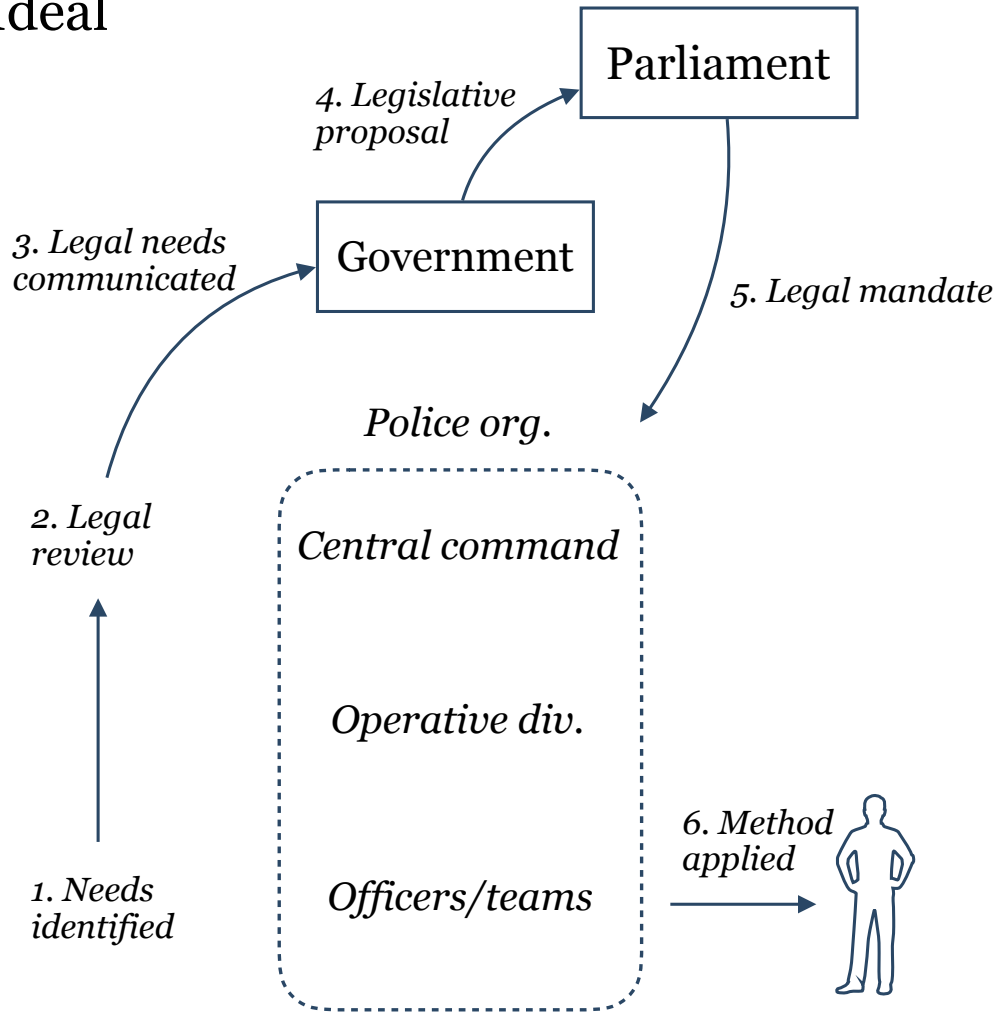 Ideal
Parliament
4. Legislative
proposal
Government
3. Legal needs
communicated
5. Legal mandate
Police org.
2. Legal
review
Central command
Operative div.
6. Method
applied
1. Needs
identified
Officers/teams